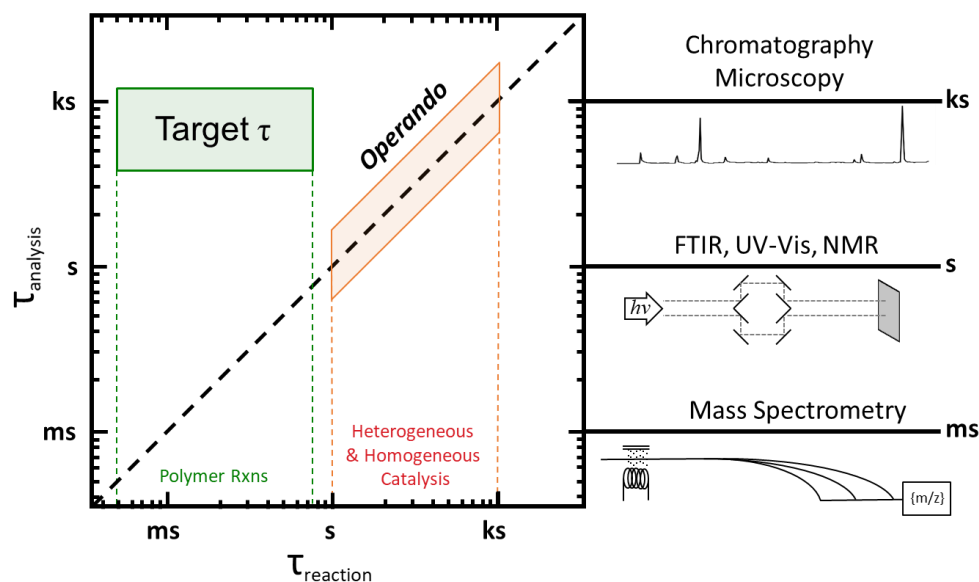 Chromatography
Microscopy
ks
ks
Target τ
Operando
FTIR, UV-Vis, NMR
s
s
hν
τanalysis
Mass Spectrometry
ms
ms
Heterogeneous
& Homogeneous
Catalysis
Polymer Rxns
{m/z}
ms
s
ks
τreaction